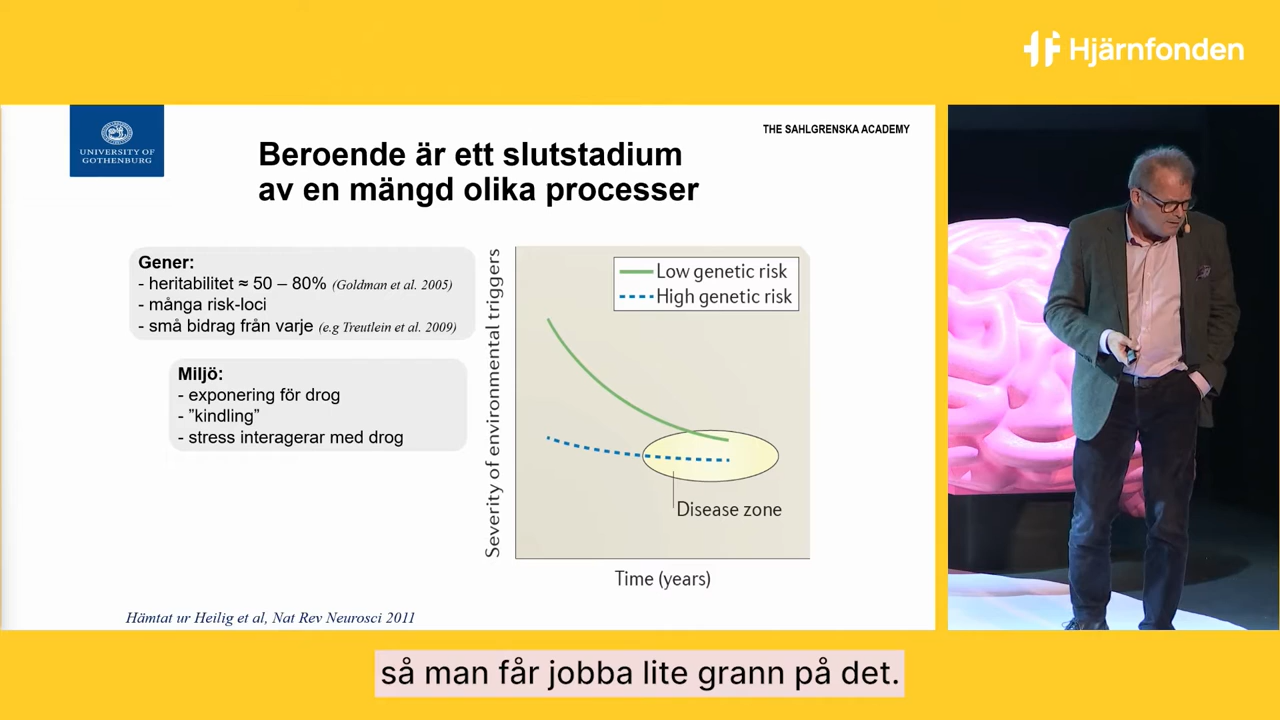 Hjärnfonden
UNIVERSITY OF
GOTHENBURG
THE SAHLGRENSKA ACADEMY
Beroende är ett slutstadium
av en mängd olika processer
Gener:
- heritabilitet ≈ 50 – 80% (Goldman et al. 2005)
- många risk-loci
- små bidrag från varje (e.g Treutlein et al. 2009)
Miljö:
- exponering för drog
- ”kindling”
- stress interagerar med drog
Severity of environmental triggers
Low genetic risk
High genetic risk
Disease zone
Time (years)
Hämtat ur Heilig et al, Nat Rev Neurosci 2011
så man får jobba lite grann på det.